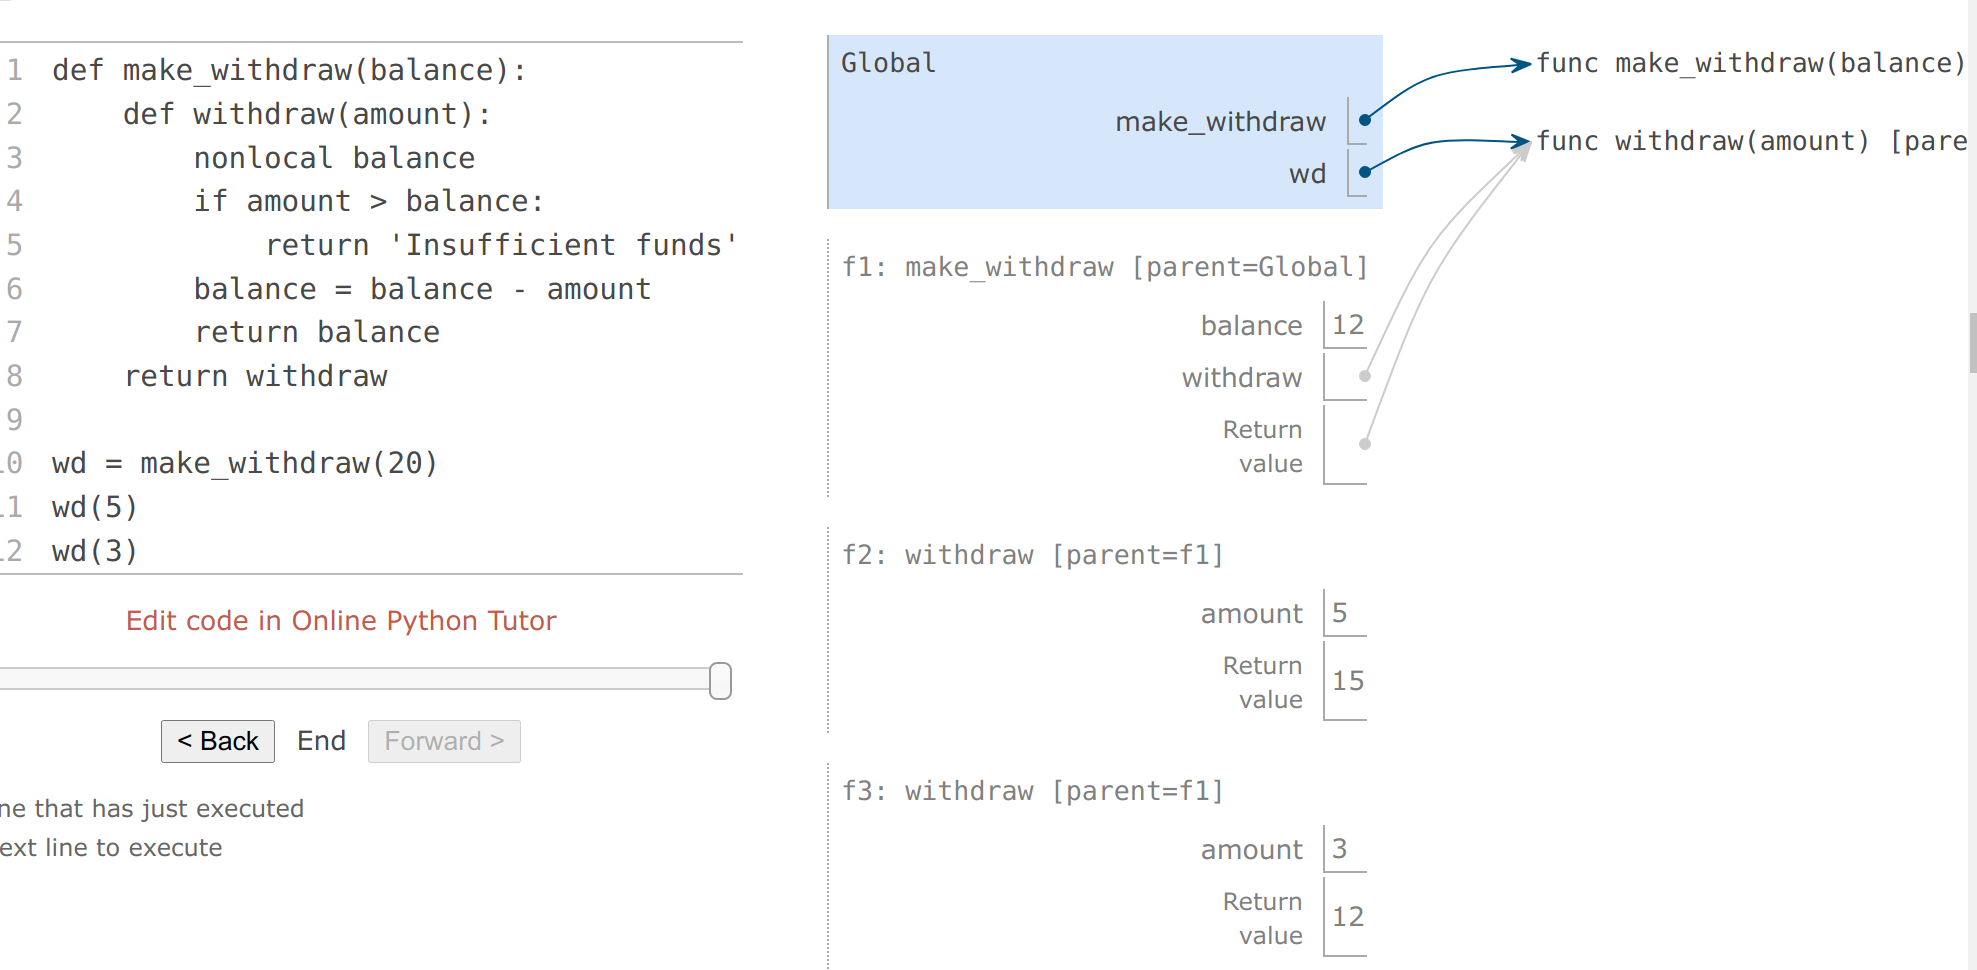 1 def make_withdraw(balance):
2     def withdraw(amount):
3         nonlocal balance
4         if amount > balance:
5             return 'Insufficient funds'
6         balance = balance - amount
7         return balance
8     return withdraw
9
10 wd = make_withdraw(20)
11 wd(5)
12 wd(3)
Edit code in Online Python Tutor
< Back End Forward >
ne that has just executed
ext line to execute
Global
make_withdraw
wd
func make_withdraw(balance)
func withdraw(amount) [pare
f1: make_withdraw [parent=Global]
balance 12
withdraw
Return
value
f2: withdraw [parent=f1]
amount 5
Return
value 15
f3: withdraw [parent=f1]
amount 3
Return
value 12